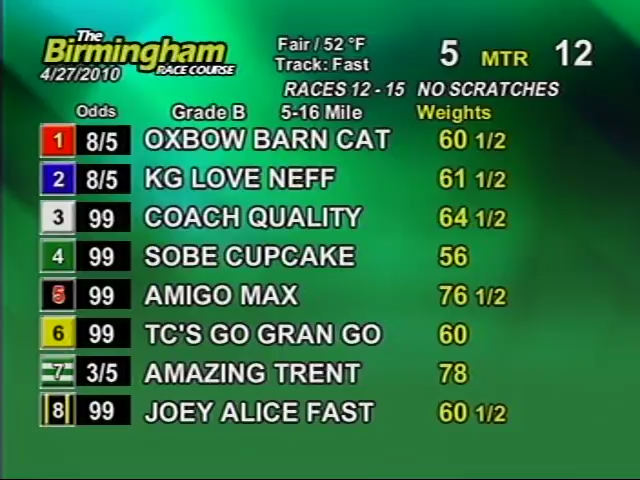 The
Birmingham
RACE COURSE
4/27/2010
Fair / 52 °F
Track: Fast
5 MTR 12
RACES 12 - 15 NO SCRATCHES
Odds Grade B 5-16 Mile Weights
1 8/5 OXBOW BARN CAT 60 1/2
2 8/5 KG LOVE NEFF 61 1/2
3 99 COACH QUALITY 64 1/2
4 99 SOBE CUPCAKE 56
5 99 AMIGO MAX 76 1/2
6 99 TC'S GO GRAN GO 60
7 3/5 AMAZING TRENT 78
8 99 JOEY ALICE FAST 60 1/2